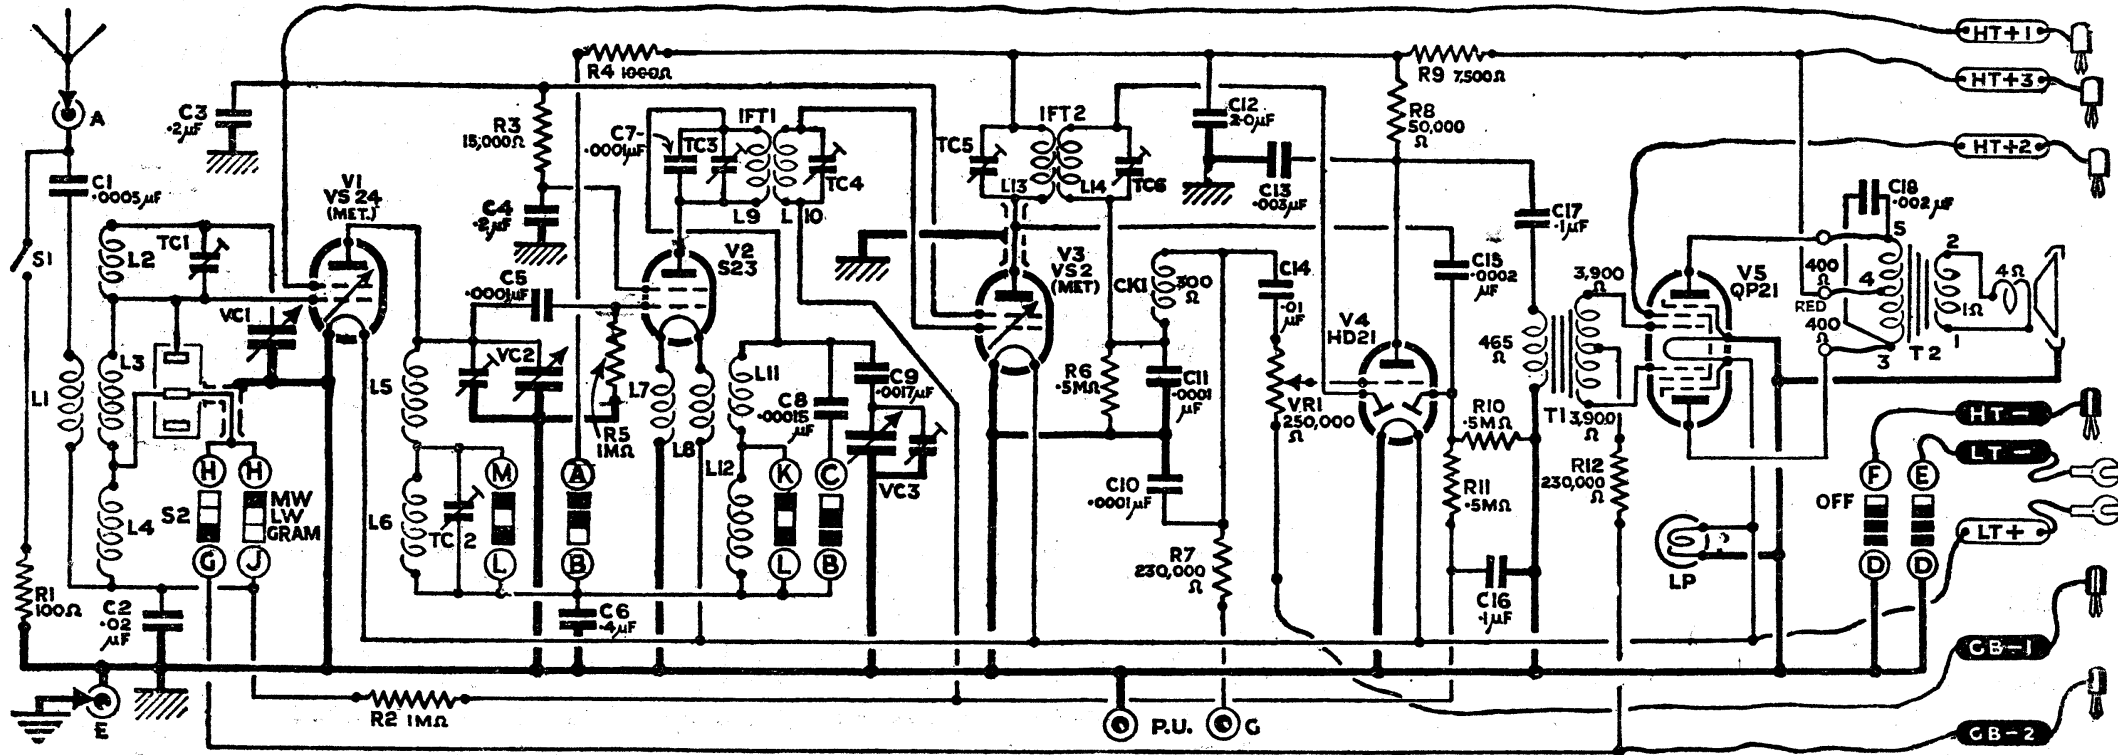 HT+1
HT+3
HT+2
A
C3
.2µF
R4 1000Ω
R9 7,500Ω
R3
15,000Ω
C7-
.0001µF
TC3
IFT1
TC4
L9
L10
TC5
IFT2
TC6
L13
L14
C12
2.0µF
R8
50,000
Ω
C13
.003µF
C1
.0005µF
V1
VS 24
(MET.)
C4
.2µF
V2
S23
V3
VS2
(MET)
CK1
300
Ω
C14
.01
µF
C15
.0002
µF
C17
.1µF
C18
.002µF
S1
L2
TC1
VC1
C5
.0001µF
V4
HD21
3,900
Ω
465
Ω
T1
3,900
Ω
V5
QP21
400
Ω
RED
400
Ω
5
4
3
2
1
T2
1Ω
4Ω
L1
L3
L4
L5
VC2
R5
1MΩ
L7
L8
L11
L12
C8
.00015
µF
C9
.0017µF
VC3
R6
.5MΩ
C11
.0001
µF
C10
.0001µF
VR1
250,000
Ω
R10
.5MΩ
R11
.5MΩ
R12
230,000
Ω
HT-
LT-
LT+
S2
H
H
MW
LW
GRAM
G
J
L6
TC2
M
L
A
B
K
L
C
B
OFF
F
E
D
D
LP
R1
100Ω
C2
.02
µF
C6
.4µF
R7
230,000
Ω
C16
.1µF
GB-1
GB-2
E
R2 1MΩ
P.U.
G